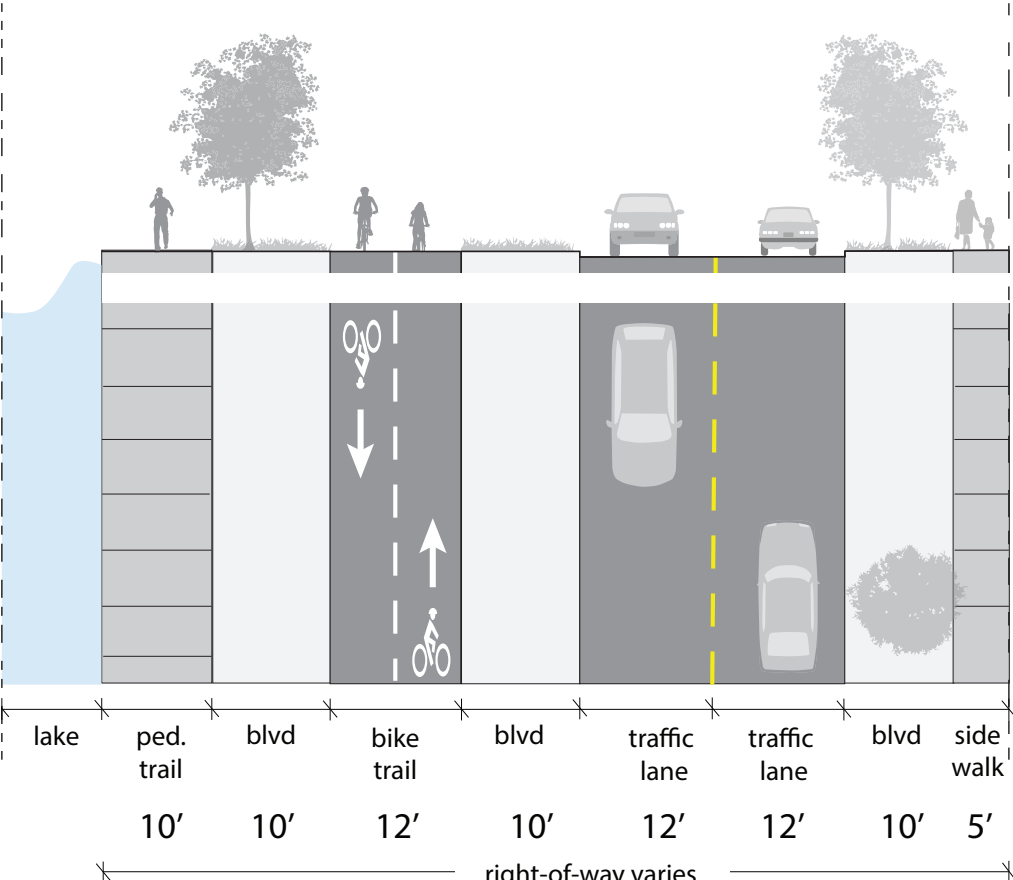 lake
ped.
trail
blvd
bike
trail
blvd
traffic
lane
traffic
lane
blvd
side
walk
10′ 10′ 12′ 10′ 12′ 12′ 10′ 5′
right-of-way varies